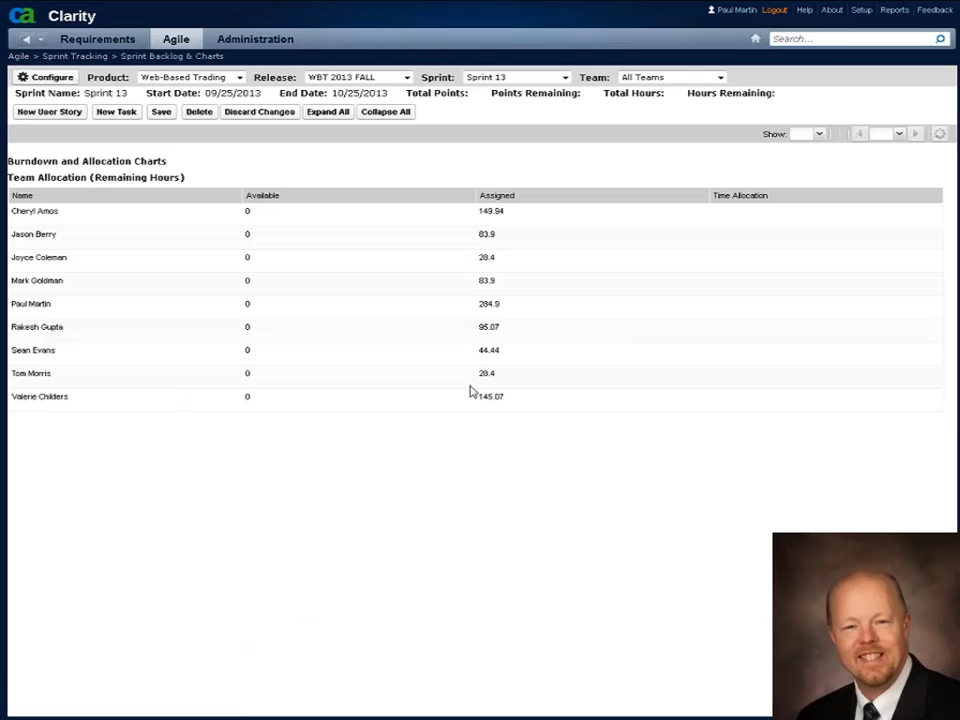 ca Clarity
Paul Martin Logout Help About Setup Reports Feedback
Requirements Agile Administration Search...
Agile > Sprint Tracking > Sprint Backlog & Charts
Configure Product: Web-Based Trading Release: WBT 2013 FALL Sprint: Sprint 13 Team: All Teams
Sprint Name: Sprint 13 Start Date: 09/25/2013 End Date: 10/25/2013 Total Points: Points Remaining: Total Hours: Hours Remaining:
New User Story New Task Save Delete Discard Changes Expand All Collapse All
Show:
Burndown and Allocation Charts
Team Allocation (Remaining Hours)
Name Available Assigned Time Allocation
Cheryl Amos 0 149.94
Jason Berry 0 83.9
Joyce Coleman 0 28.4
Mark Goldman 0 83.9
Paul Martin 0 284.9
Rakesh Gupta 0 95.07
Sean Evans 0 44.44
Tom Morris 0 28.4
Valerie Childers 0 145.07